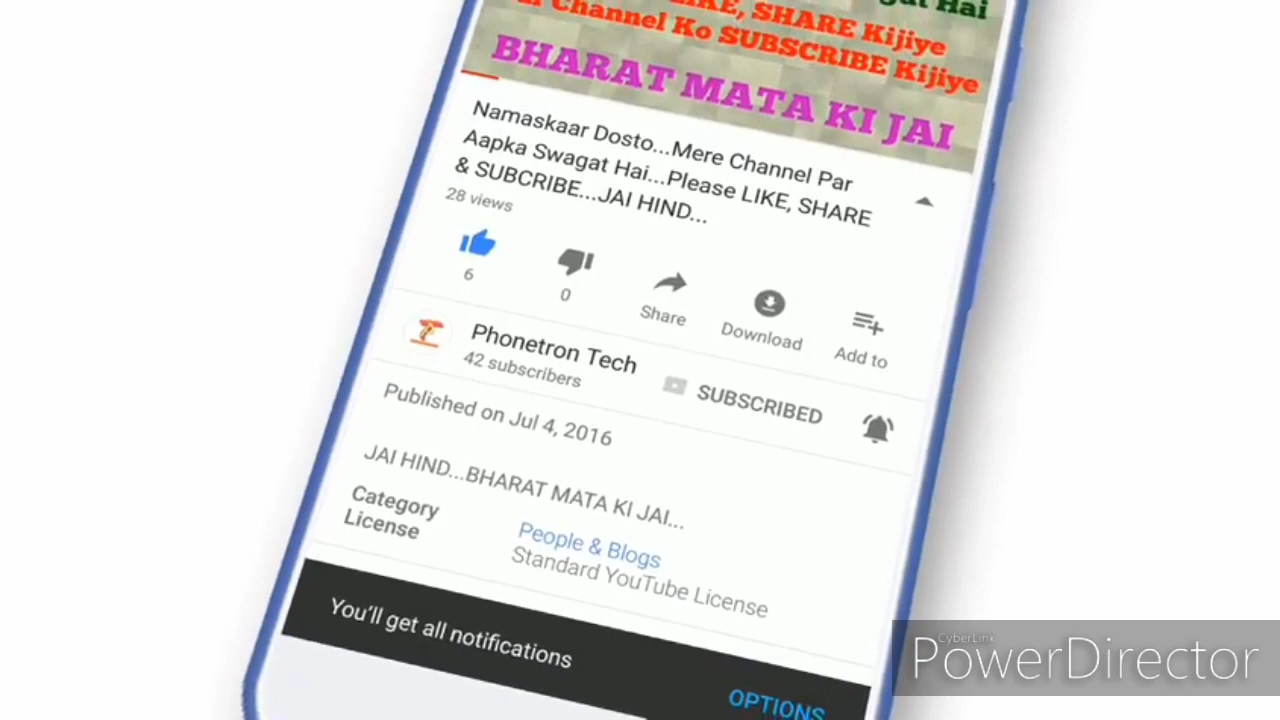 Hai
LIKE, SHARE Kijiye
Channel Ko SUBSCRIBE Kijiye
BHARAT MATA KI JAI
Namaskaar Dosto...Mere Channel Par
Aapka Swagat Hai...Please LIKE, SHARE
& SUBCRIBE...JAI HIND...
28 views
6
0
Share
Download
Add to
Phonetron Tech
42 subscribers
SUBSCRIBED
Published on Jul 4, 2016
JAI HIND...BHARAT MATA KI JAI...
Category
People & Blogs
License
Standard YouTube License
You'll get all notifications
OPTIONS
CyberLink
PowerDirector